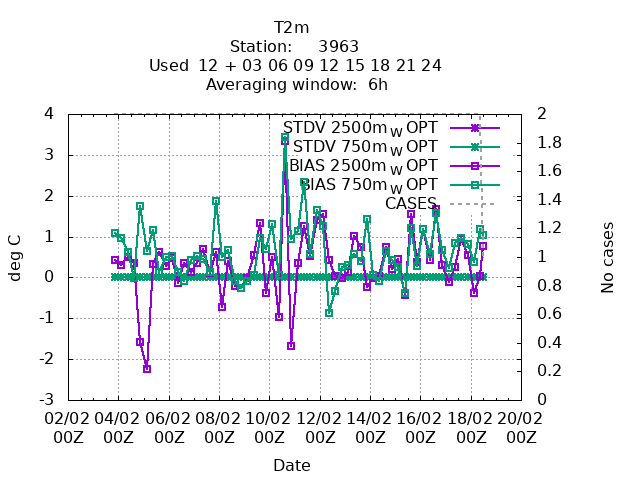 T2m
Station: 3963
Used 12 + 03 06 09 12 15 18 21 24
Averaging window: 6h
STDV 2500m W OPT
STDV 750m W OPT
BIAS 2500m W OPT
BIAS 750m W OPT
CASES
deg C
4
3
2
1
0
-1
-2
-3
No cases
2
1.8
1.6
1.4
1.2
1
0.8
0.6
0.4
0.2
0
02/02 04/02 06/02 08/02 10/02 12/02 14/02 16/02 18/02 20/02
00Z 00Z 00Z 00Z 00Z 00Z 00Z 00Z 00Z 00Z
Date